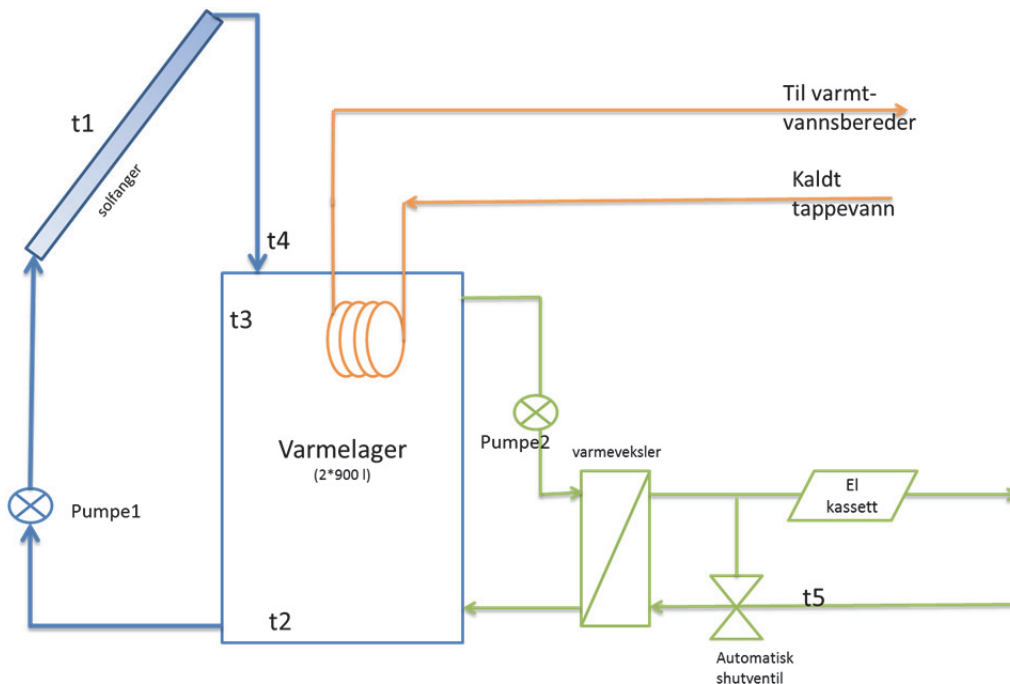 t1
solfanger
Til varmt-
vannsbereder
Kaldt
tappevann
t4
t3
Varmelager
(2*900 l)
Pumpe2
varmeveksler
El
kassett
Pumpe1
t2
t5
Automatisk
shutventil